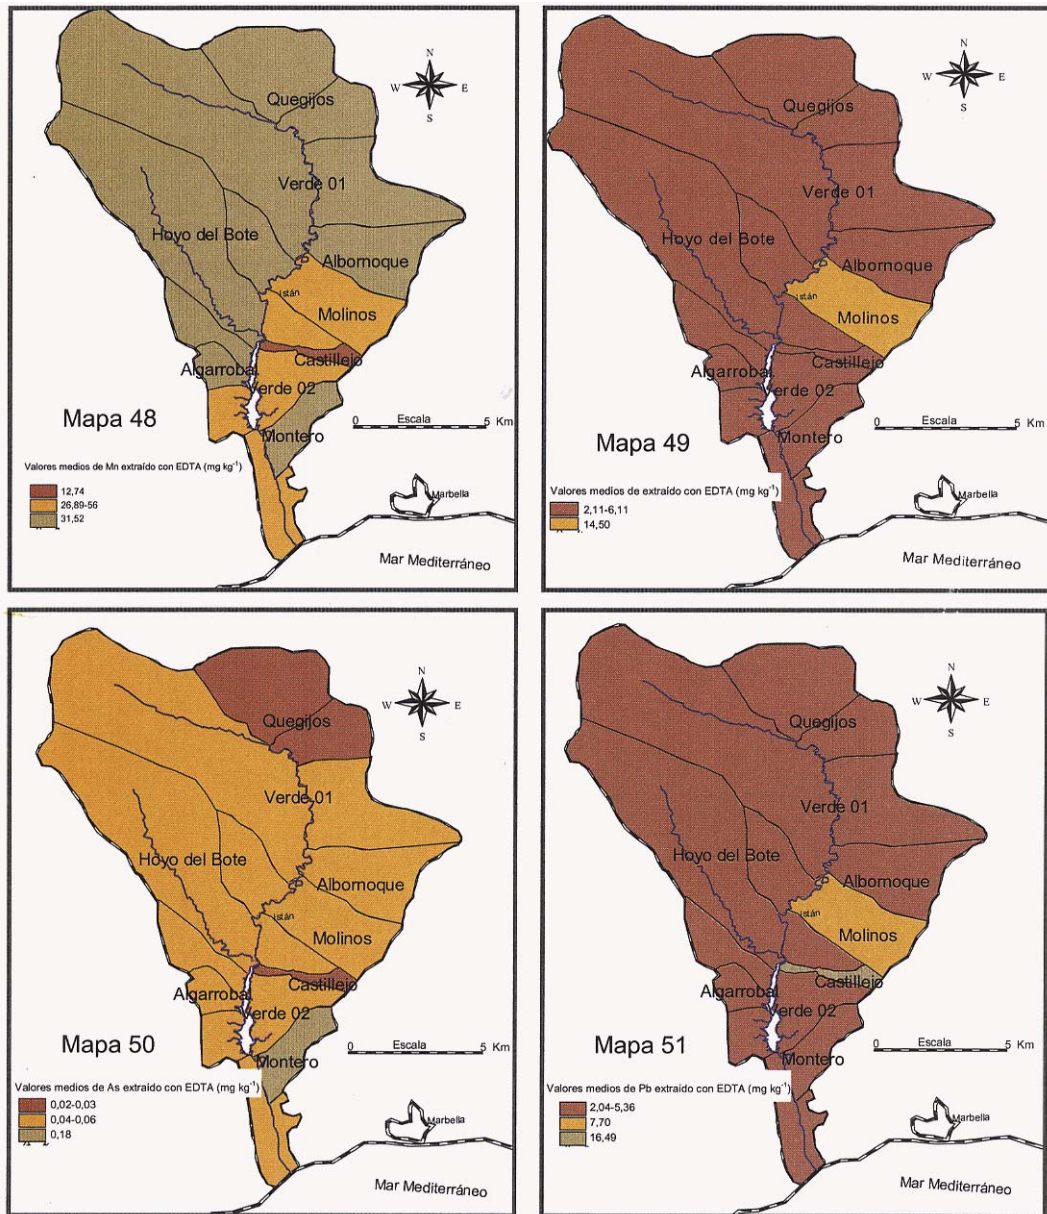 N
W E
S
Quegijos
Verde 01
Hoyo del Bote
Albornoque
Istán
Molinos
Castillejo
Algarrobal
Verde 02
Mapa 48
Escala
0 5 Km
Montero
Valores medios de Mn extraído con EDTA (mg kg⁻¹)
12,74
26,89-56
31,52
Marbella
Mar Mediterráneo
N
W E
S
Quegijos
Verde 01
Hoyo del Bote
Albornoque
Istán
Molinos
Castillejo
Algarrobal
Verde 02
Mapa 49
Escala
0 5 Km
Montero
Valores medios de extraído con EDTA (mg kg⁻¹)
2,11-6,11
14,50
Marbella
Mar Mediterráneo
N
W E
S
Quegijos
Verde 01
Hoyo del Bote
Albornoque
Istán
Molinos
Castillejo
Algarrobal
Verde 02
Mapa 50
Escala
0 5 Km
Montero
Valores medios de As extraído con EDTA (mg kg⁻¹)
0,02-0,03
0,04-0,06
0,18
Marbella
Mar Mediterráneo
N
W E
S
Quegijos
Verde 01
Hoyo del Bote
Albornoque
Istán
Molinos
Castillejo
Algarrobal
Verde 02
Mapa 51
Escala
0 5 Km
Montero
Valores medios de Pb extraído con EDTA (mg kg⁻¹)
2,04-5,36
7,70
16,49
Marbella
Mar Mediterráneo